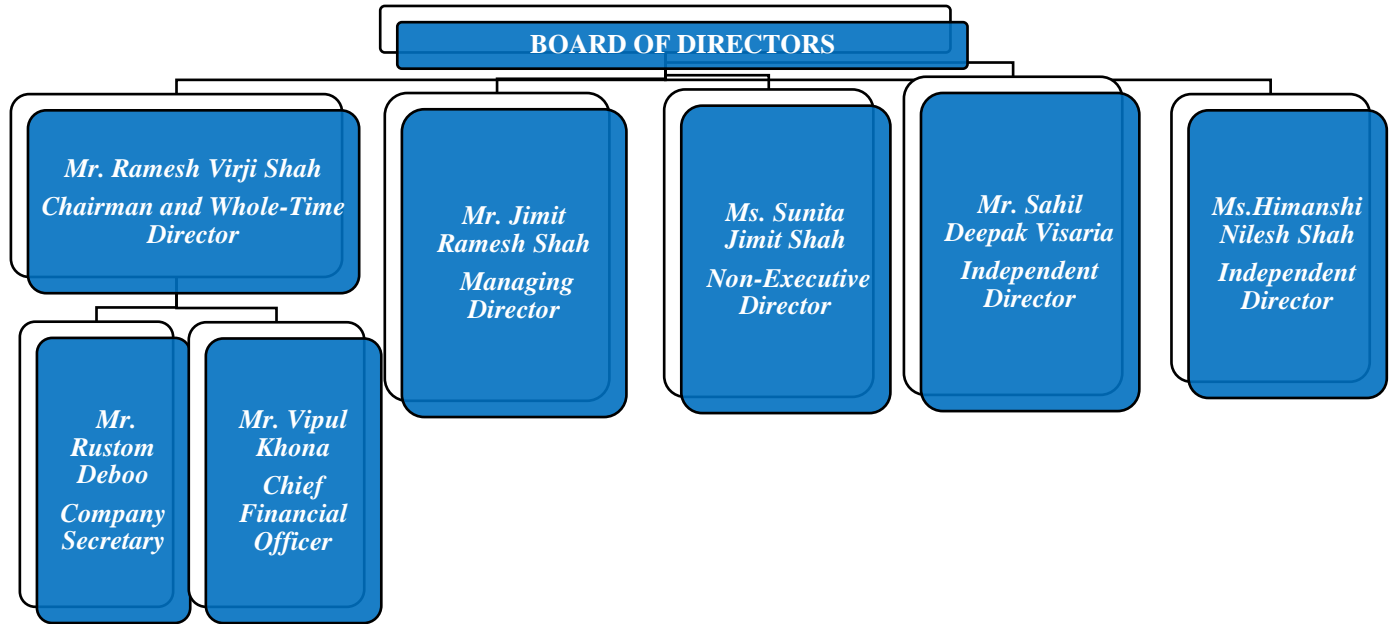 BOARD OF DIRECTORS
Mr. Ramesh Virji Shah
Chairman and Whole-Time
Director
Mr. Jimit
Ramesh Shah
Managing
Director
Ms. Sunita
Jimit Shah
Non-Executive
Director
Mr. Sahil
Deepak Visaria
Independent
Director
Ms.Himanshi
Nilesh Shah
Independent
Director
Mr.
Rustom
Deboo
Company
Secretary
Mr. Vipul
Khona
Chief
Financial
Officer